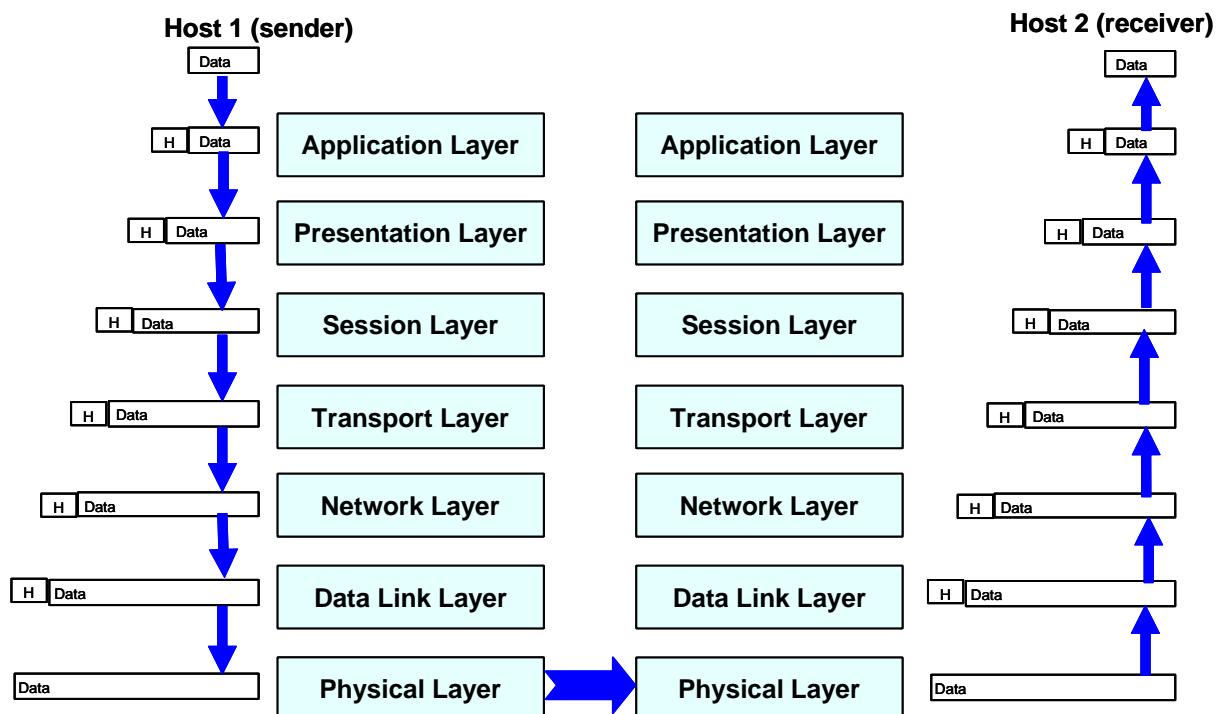 Host 1 (sender)
Host 2 (receiver)
Data
Data
H Data
Application Layer
Application Layer
H Data
H Data
Presentation Layer
Presentation Layer
H Data
H Data
Session Layer
Session Layer
H Data
H Data
Transport Layer
Transport Layer
H Data
H Data
Network Layer
Network Layer
H Data
H Data
Data Link Layer
Data Link Layer
H Data
Data
Physical Layer
Physical Layer
Data